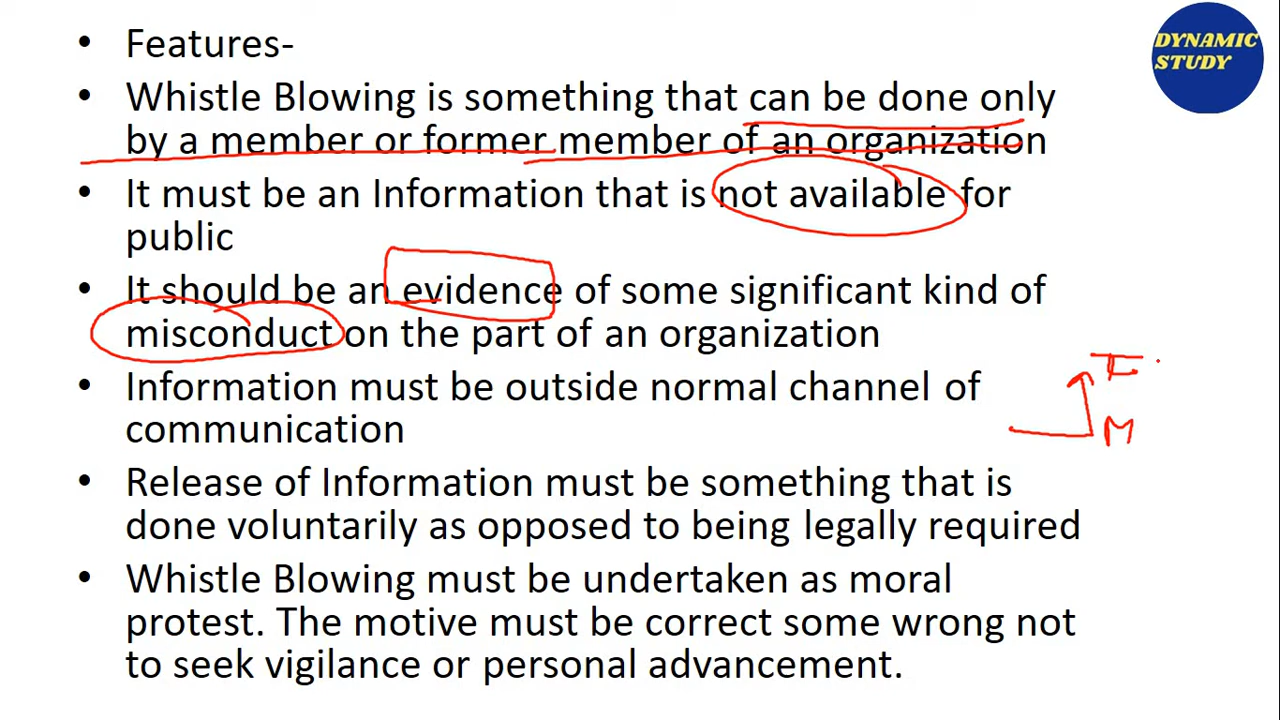 DYNAMIC
STUDY
• Features-
• Whistle Blowing is something that can be done only
by a member or former member of an organization
• It must be an Information that is not available for
public
• It should be an evidence of some significant kind of
misconduct on the part of an organization
• Information must be outside normal channel of
communication
• Release of Information must be something that is
done voluntarily as opposed to being legally required
• Whistle Blowing must be undertaken as moral
protest. The motive must be correct some wrong not
to seek vigilance or personal advancement.
M